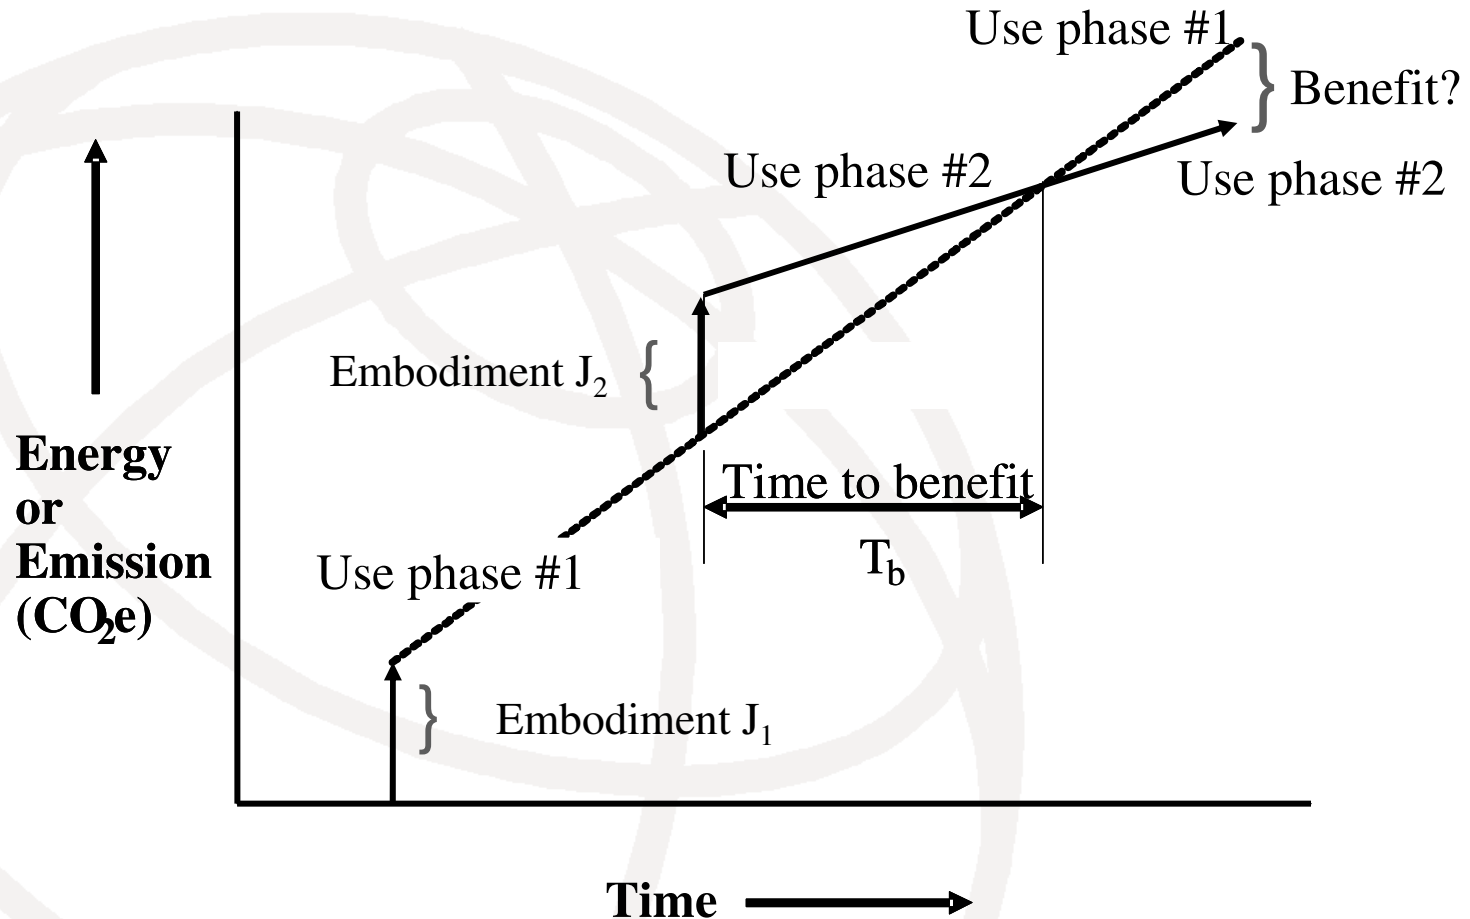 Use phase #1
Benefit?
Use phase #2
Use phase #2
Embodiment J2
Energy
or
Emission
(CO2e)
Time to benefit
Tb
Use phase #1
Embodiment J1
Time